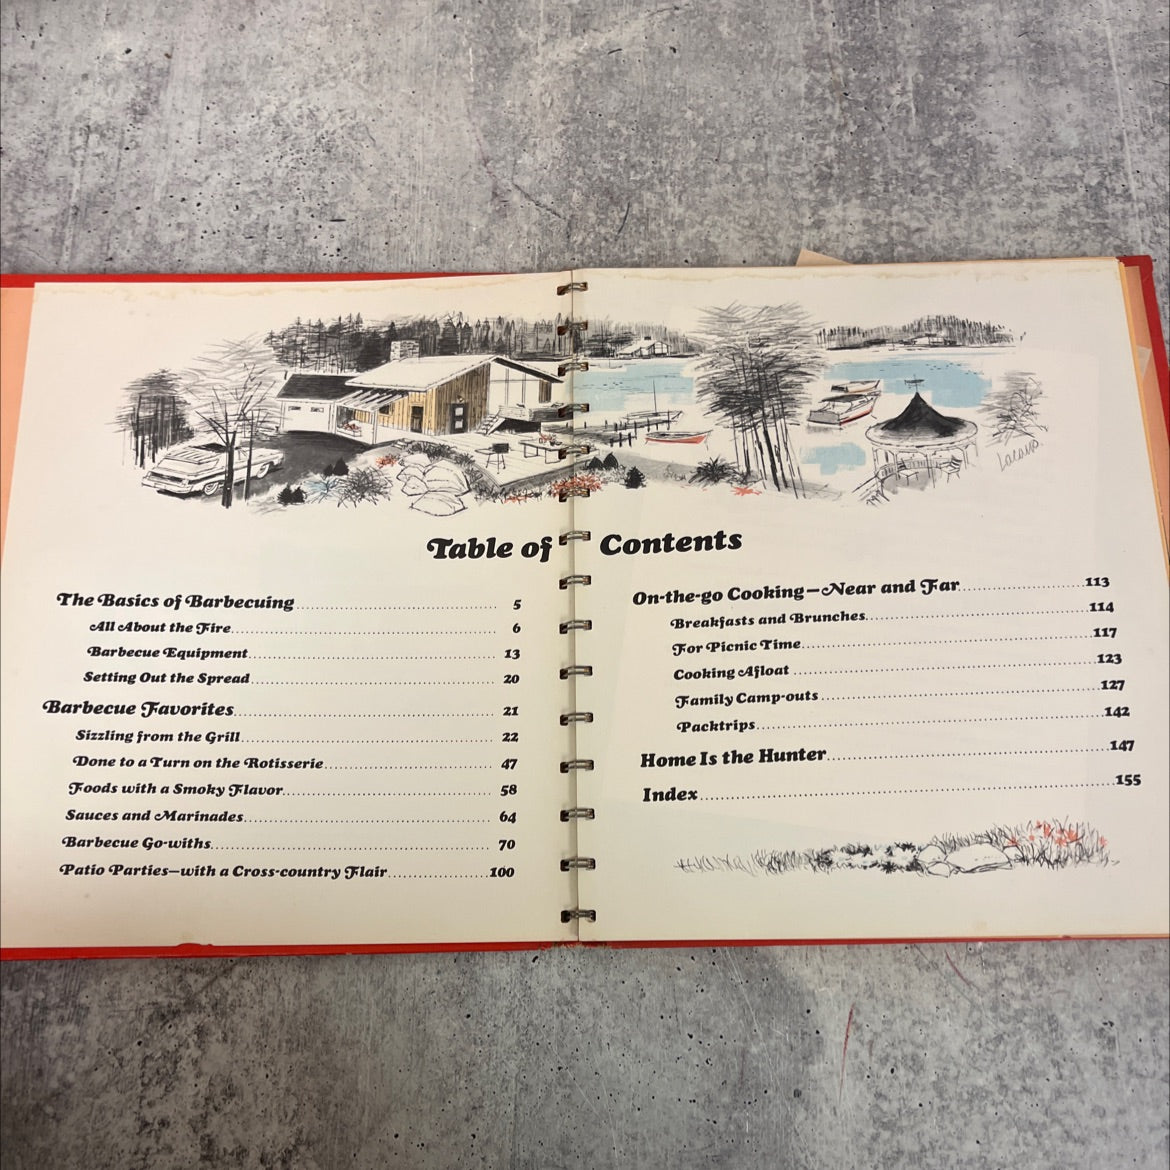 Table of Contents
The Basics of Barbecuing 5
All About the Fire 6
Barbecue Equipment 13
Setting Out the Spread 20
Barbecue Favorites 21
Sizzling from the Grill 22
Done to a Turn on the Rotisserie 47
Foods with a Smoky Flavor 58
Sauces and Marinades 64
Barbecue Go-withs 70
Patio Parties—with a Cross-country Flair 100
On-the-go Cooking—Near and Far 113
Breakfasts and Brunches 114
For Picnic Time 117
Cooking Afloat 123
Family Camp-outs 127
Packtrips 142
Home Is the Hunter 147
Index 155